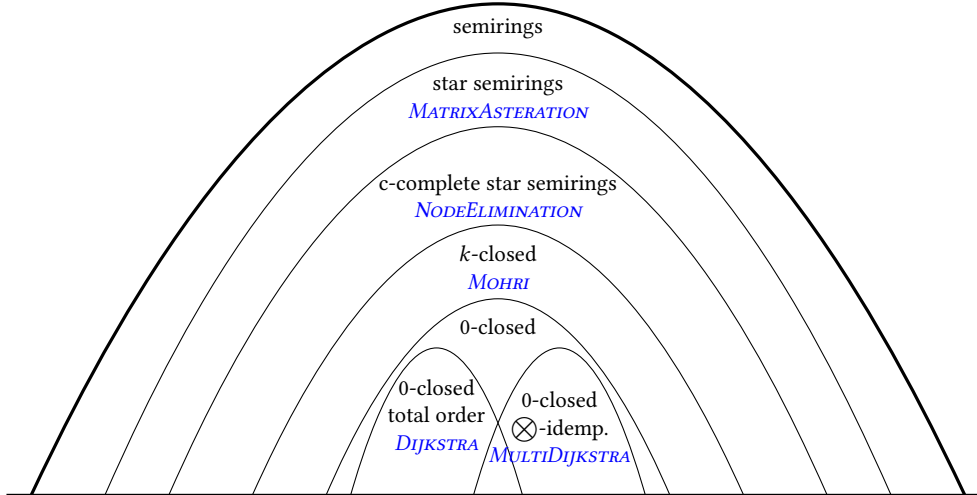 semirings
star semirings
MATRIXASTERATION
c-complete star semirings
NODEELIMINATION
k-closed
MOHRI
0-closed
0-closed
total order
DIJKSTRA
0-closed
⊗-idemp.
MULTIDIJKSTRA